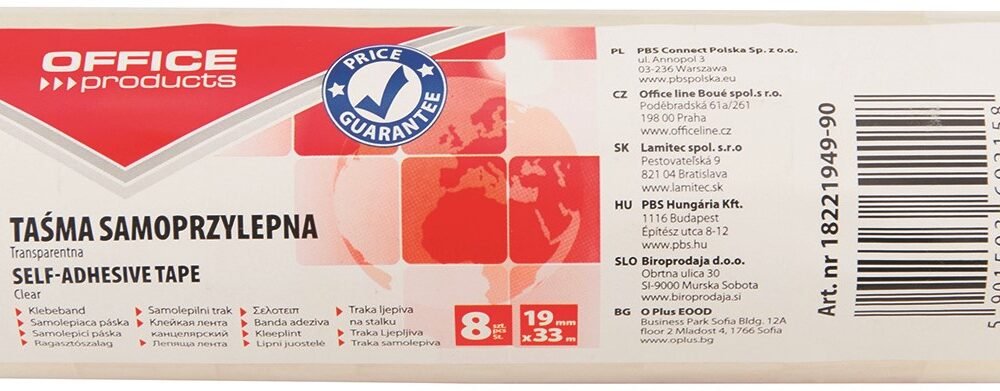 OFFICE
products
PRICE
GUARANTEE
TAŚMA SAMOPRZYLEPNA
Transparentna
SELF-ADHESIVE TAPE
Clear
Klebeband
Samolepiaca páska
Samolepicí páska
Ragasztószalag
Samolepilni trak
Клейкая лента
канцелярский
Лепяща лента
Σελοτειπ
Banda adeziva
Kleeplint
Lipni juostelė
Traka ljepiva
na stalku
Traka Ljepljiva
Traka samolepiva
8 szt. pcs St.
19 mm
x 33 m
PL PBS Connect Polska Sp. z o.o.
ul. Annopol 3
03-236 Warszawa
www.pbspolska.eu
CZ Office line Boué spol.s r.o.
Poděbradská 61a/261
198 00 Praha
www.officeline.cz
SK Lamitec spol. s.r.o
Pestovateľská 9
821 04 Bratislava
www.lamitec.sk
HU PBS Hungária Kft.
1116 Budapest
Építész utca 8-12
www.pbs.hu
SLO Biroprodaja d.o.o.
Obrtna ulica 30
SI-9000 Murska Sobota
www.biroprodaja.si
BG O Plus EOOD
Business Park Sofia Bldg. 12A
floor 2 Mladost 4, 1766 Sofia
www.oplus.bg
Art. nr 18221949-90